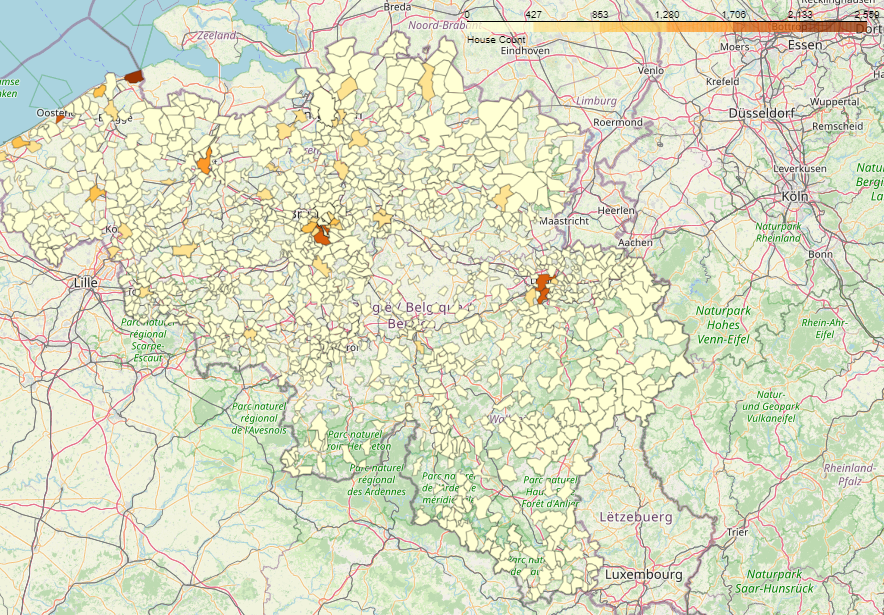 Breda
Recklinghausen
Noord-Bra
0 427 853 1,280 1,706 2,133 2,559
Zeeland
House Count
Eindhoven
Moers
Essen
Venlo
Krefeld
Wuppertal
Limburg
Düsseldorf
Remscheid
Roermond
Leverkusen
Köln
Heerlen
Maastricht
Naturpark
Rheinland
Aachen
Bonn
Lille
Naturpark
Hohes
Venn-Eifel
Rhein-Ahr-
Eifel
régional
Scarpe-
Escaut
Natur-
und Geopark
Vulkaneifel
Parc naturel
régional
de l'Avesnois
Parc naturel
Parc naturel
régional
des Ardennes
Rheinland-
Pfalz
Lëtzebuerg
Trier
Luxembourg
Naturpark
Saar-Hunsrück